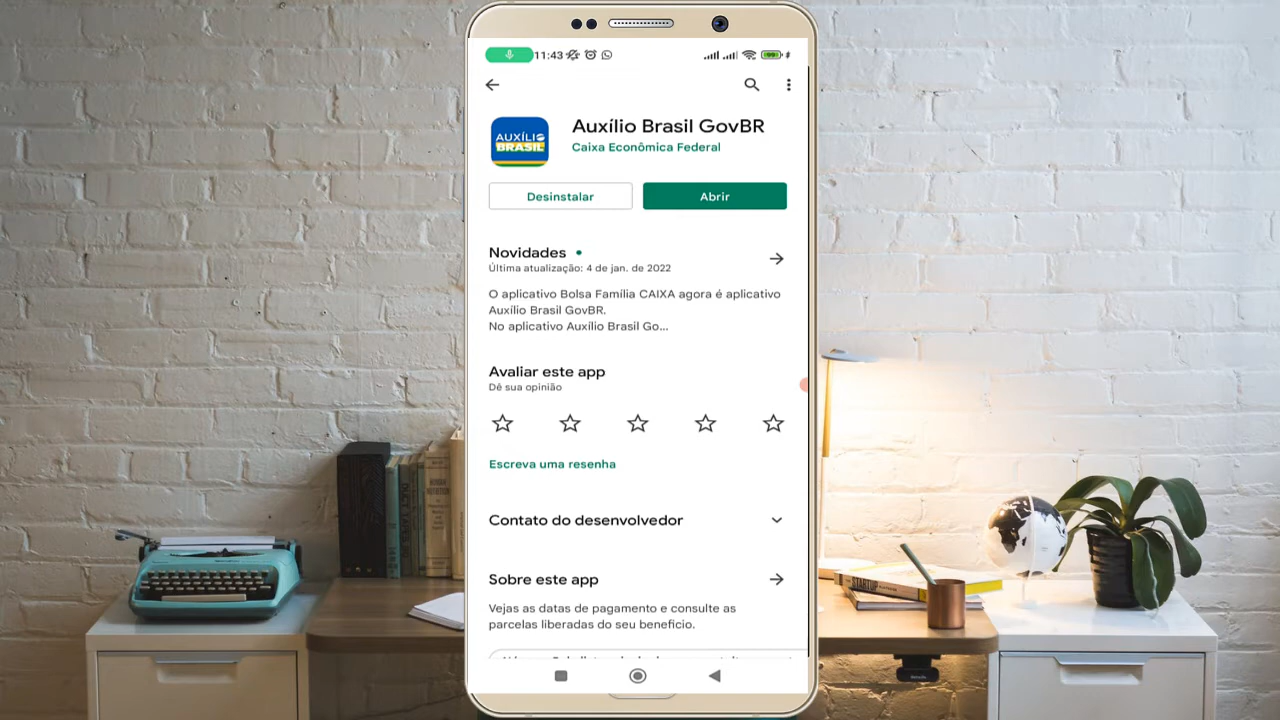 11:43
Auxílio Brasil GovBR
Caixa Econômica Federal
AUXÍLIO
BRASIL
Desinstalar
Abrir
Novidades
Última atualização: 4 de jan. de 2022
O aplicativo Bolsa Família CAIXA agora é aplicativo
Auxílio Brasil GovBR.
No aplicativo Auxílio Brasil Go...
Avaliar este app
Dê sua opinião
Escreva uma resenha
Contato do desenvolvedor
Sobre este app
Vejas as datas de pagamento e consulte as
parcelas liberadas do seu benefício.
STARTUP